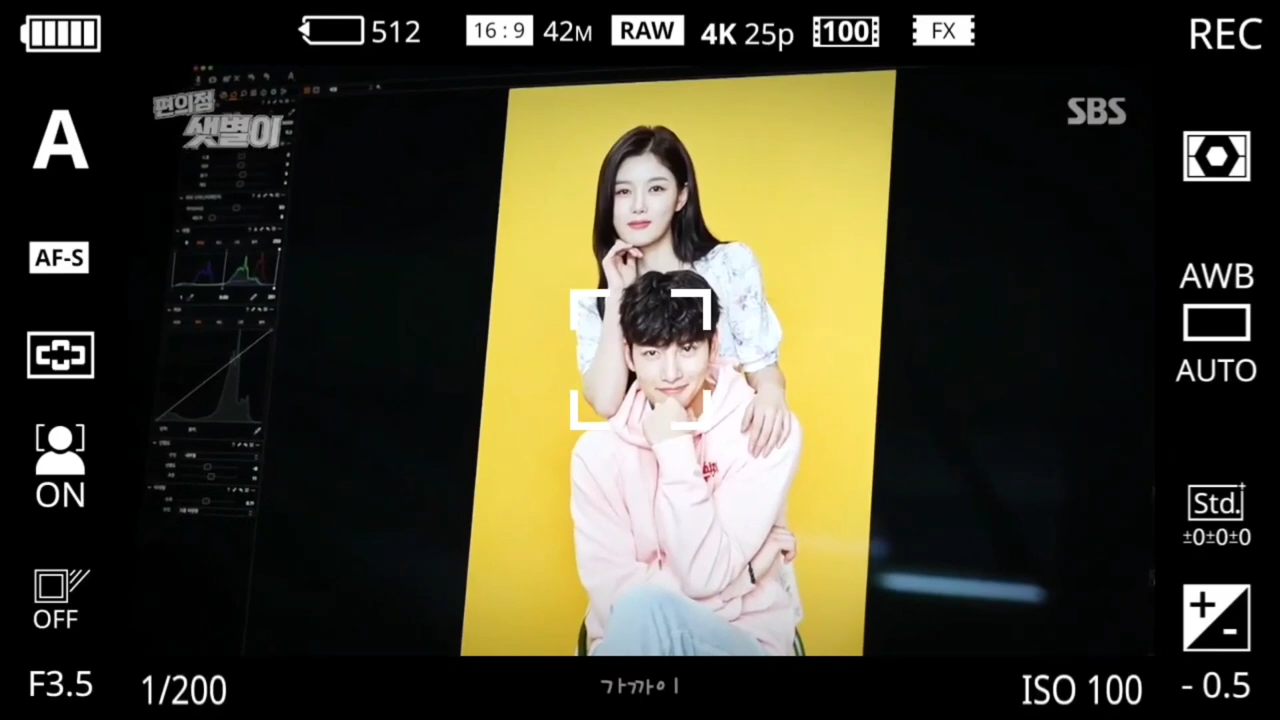 512
16:9
42M
RAW
4K 25p
100
FX
REC
편의점
샛별이
SBS
A
AF-S
ON
OFF
AWB
AUTO
Std.
±0±0±0
F3.5
1/200
가까이
ISO 100
- 0.5